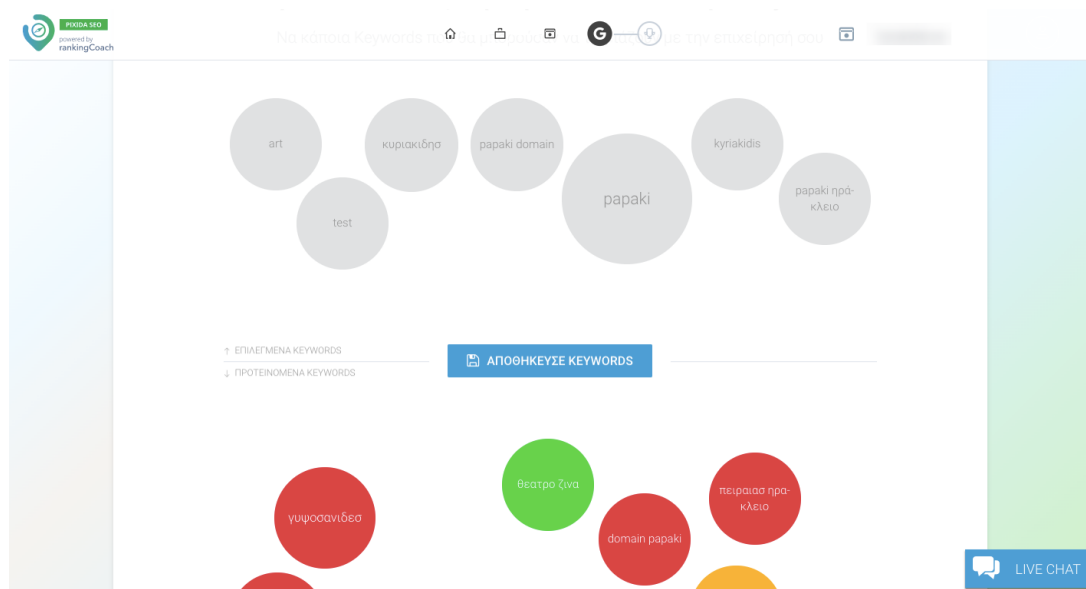 PIXIDA SEO
powered by
rankingCoach
G
art
κυριακιδησ
papaki domain
papaki
kyriakidis
papaki ηρά-
κλειο
test
↑ ΕΠΙΛΕΓΜΕΝΑ KEYWORDS
ΑΠΟΘΗΚΕΥΣΕ KEYWORDS
↓ ΠΡΟΤΕΙΝΟΜΕΝΑ KEYWORDS
θεατρο ζινα
πειραιασ ηρα-
κλειο
γυψοσανιδεσ
domain papaki
LIVE CHAT